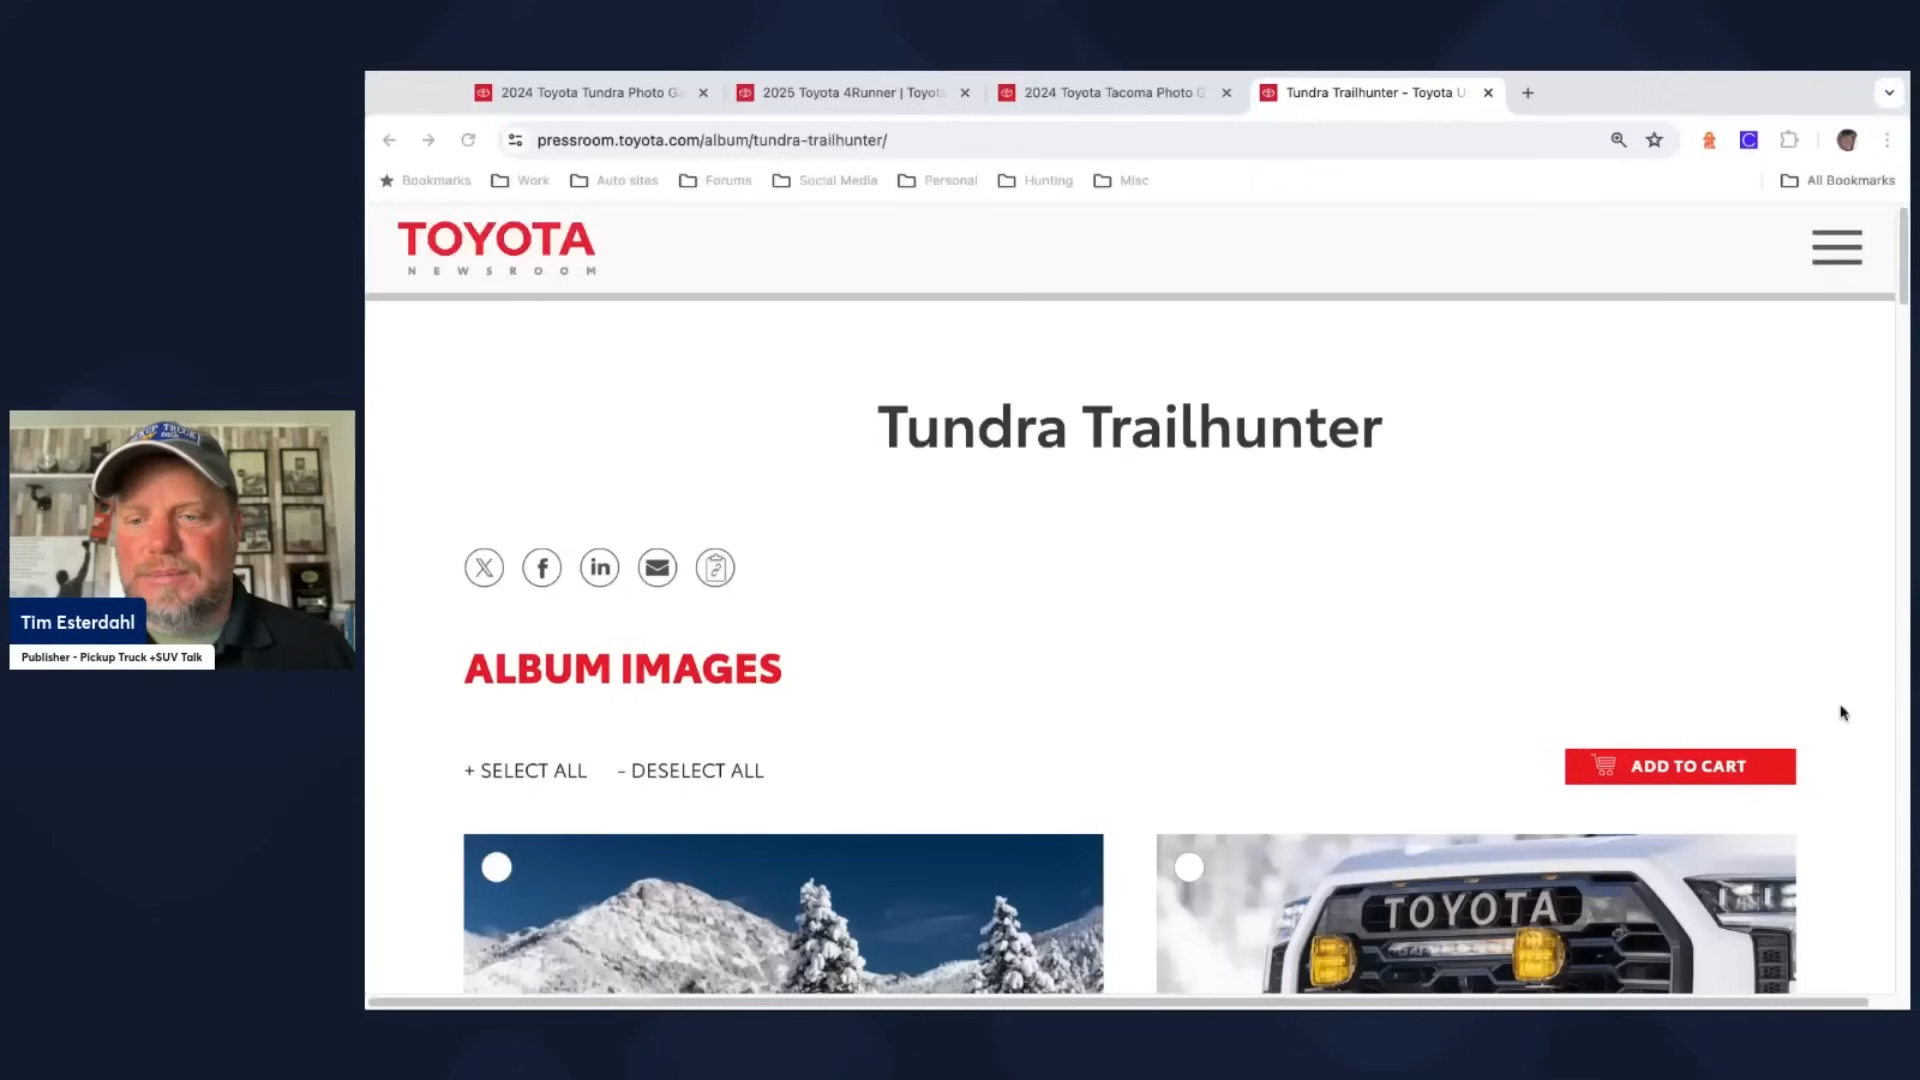 2024 Toyota Tundra Photo G
2025 Toyota 4Runner | Toyot
2024 Toyota Tacoma Photo G
Tundra Trailhunter - Toyota U
pressroom.toyota.com/album/tundra-trailhunter/
Bookmarks
Work
Auto sites
Forums
Social Media
Personal
Hunting
Misc
All Bookmarks
TOYOTA
NEWSROOM
Tundra Trailhunter
ALBUM IMAGES
+ SELECT ALL
- DESELECT ALL
ADD TO CART
TOYOTA
Tim Esterdahl
Publisher - Pickup Truck +SUV Talk